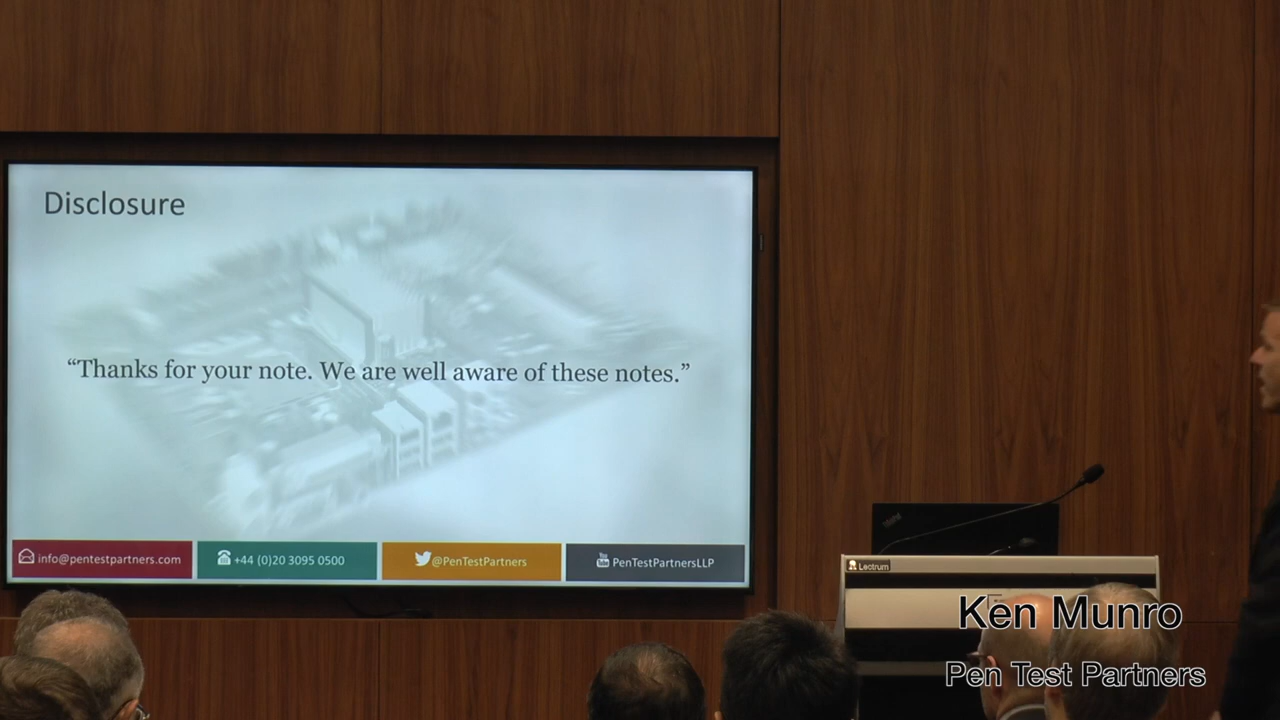 Disclosure
“Thanks for your note. We are well aware of these notes.”
info@pentestpartners.com
+44 (0)20 3095 0500
@PenTestPartners
PenTestPartnersLLP
ThinkPad
Lectrum
Ken Munro
Pen Test Partners